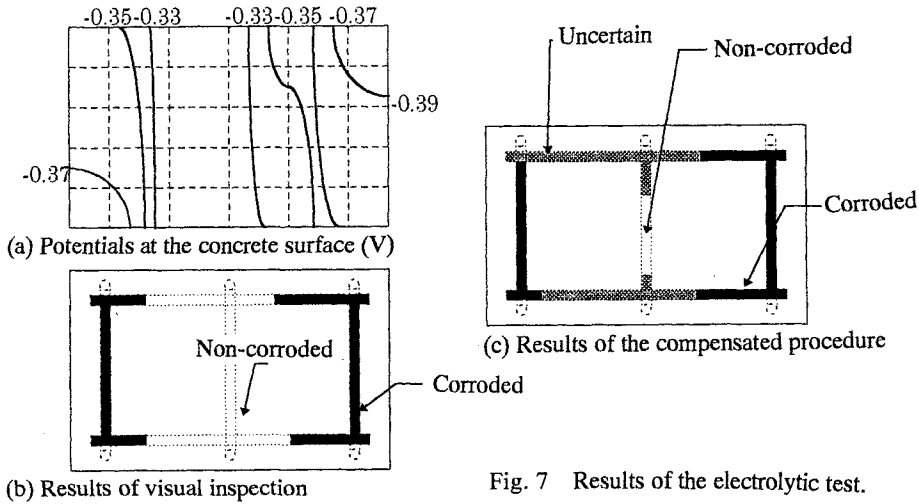 -0.35 -0.33 -0.33 -0.35 -0.37
-0.39
-0.37
(a) Potentials at the concrete surface (V)
Non-corroded
Corroded
(b) Results of visual inspection
Uncertain
Non-corroded
Corroded
(c) Results of the compensated procedure
Fig. 7 Results of the electrolytic test.